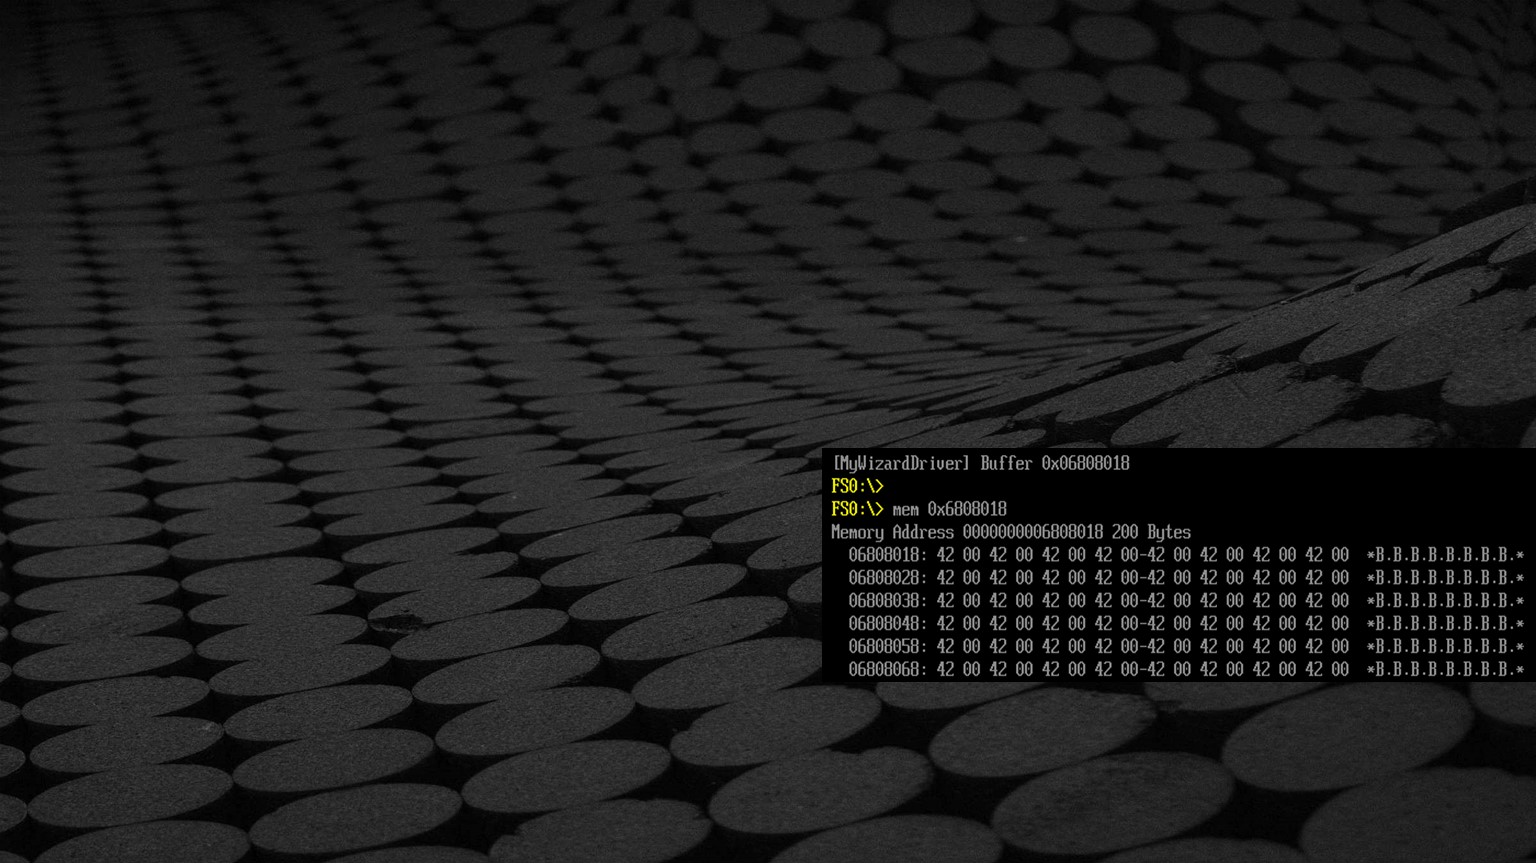 [MyWizardDriver] Buffer 0x06808018
FS0:\>
FS0:\> mem 0x6808018
Memory Address 0000000006808018 200 Bytes
06808018: 42 00 42 00 42 00 42 00-42 00 42 00 42 00 42 00 *B.B.B.B.B.B.B.B.*
06808028: 42 00 42 00 42 00 42 00-42 00 42 00 42 00 42 00 *B.B.B.B.B.B.B.B.*
06808038: 42 00 42 00 42 00 42 00-42 00 42 00 42 00 42 00 *B.B.B.B.B.B.B.B.*
06808048: 42 00 42 00 42 00 42 00-42 00 42 00 42 00 42 00 *B.B.B.B.B.B.B.B.*
06808058: 42 00 42 00 42 00 42 00-42 00 42 00 42 00 42 00 *B.B.B.B.B.B.B.B.*
06808068: 42 00 42 00 42 00 42 00-42 00 42 00 42 00 42 00 *B.B.B.B.B.B.B.B.*